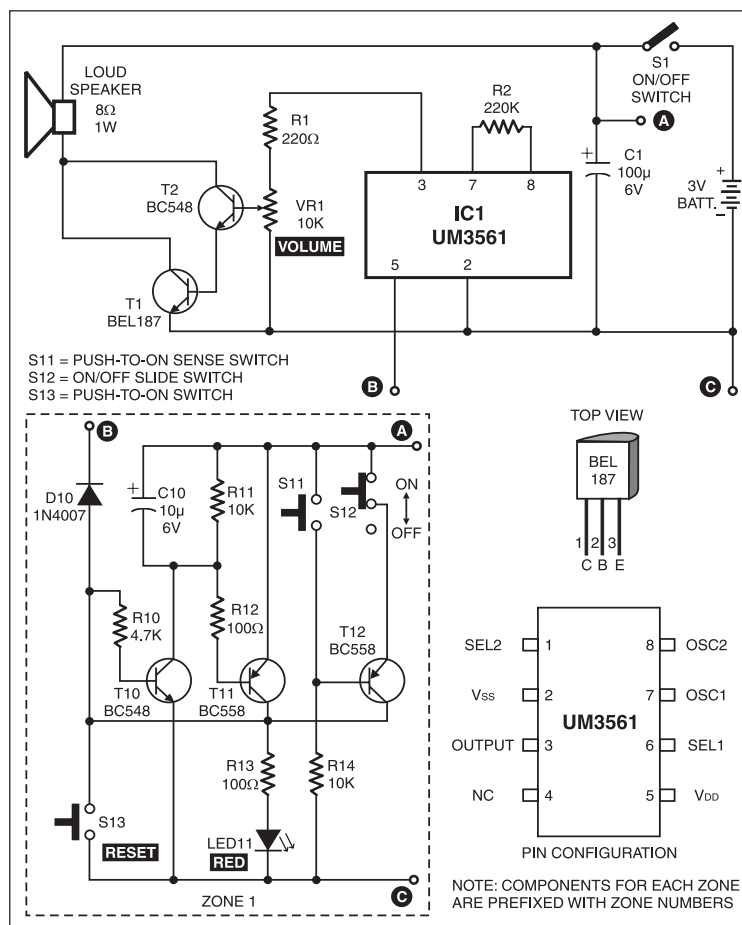 LOUD
SPEAKER
8Ω
1W
S1
ON/OFF
SWITCH
R1
220Ω
R2
220K
A
+
C1
100µ
6V
+
3V
BATT.
–
T2
BC548
VR1
10K
VOLUME
3
7
8
IC1
UM3561
5
2
T1
BEL187
S11 = PUSH-TO-ON SENSE SWITCH
S12 = ON/OFF SLIDE SWITCH
S13 = PUSH-TO-ON SWITCH
B
C
B
A
D10
1N4007
+
C10
10µ
6V
R11
10K
S11
S12
ON
OFF
R10
4.7K
R12
100Ω
T12
BC558
T10
BC548
T11
BC558
R13
100Ω
R14
10K
S13
RESET
LED11
RED
C
ZONE 1
TOP VIEW
BEL
187
1 2 3
C B E
SEL2 1
8 OSC2
VSS 2
7 OSC1
UM3561
OUTPUT 3
6 SEL1
NC 4
5 VDD
PIN CONFIGURATION
NOTE: COMPONENTS FOR EACH ZONE
ARE PREFIXED WITH ZONE NUMBERS